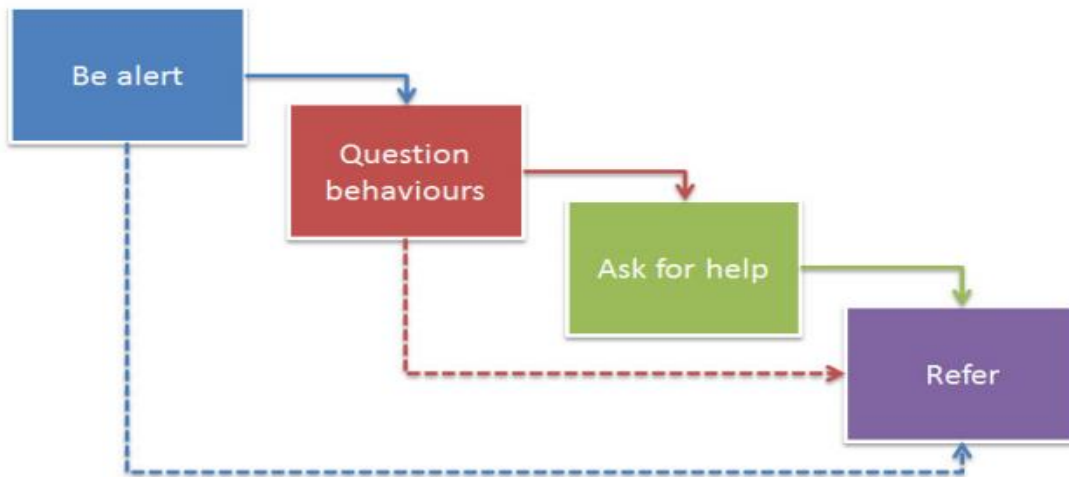 Be alert
Question
behaviours
Ask for help
Refer